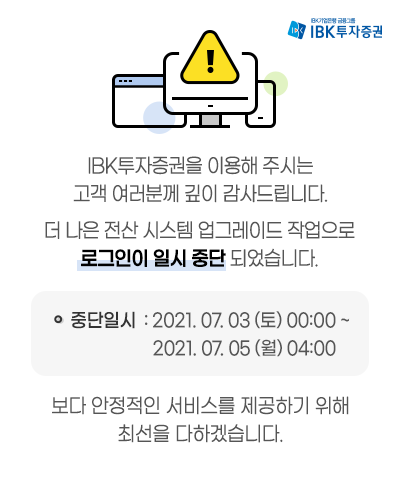 IBK기업은행 금융그룹
IBK투자증권
IBK투자증권을 이용해 주시는
고객 여러분께 깊이 감사드립니다.
더 나은 전산 시스템 업그레이드 작업으로
로그인이 일시 중단 되었습니다.
중단일시 : 2021. 07. 03 (토) 00:00 ~
2021. 07. 05 (월) 04:00
보다 안정적인 서비스를 제공하기 위해
최선을 다하겠습니다.